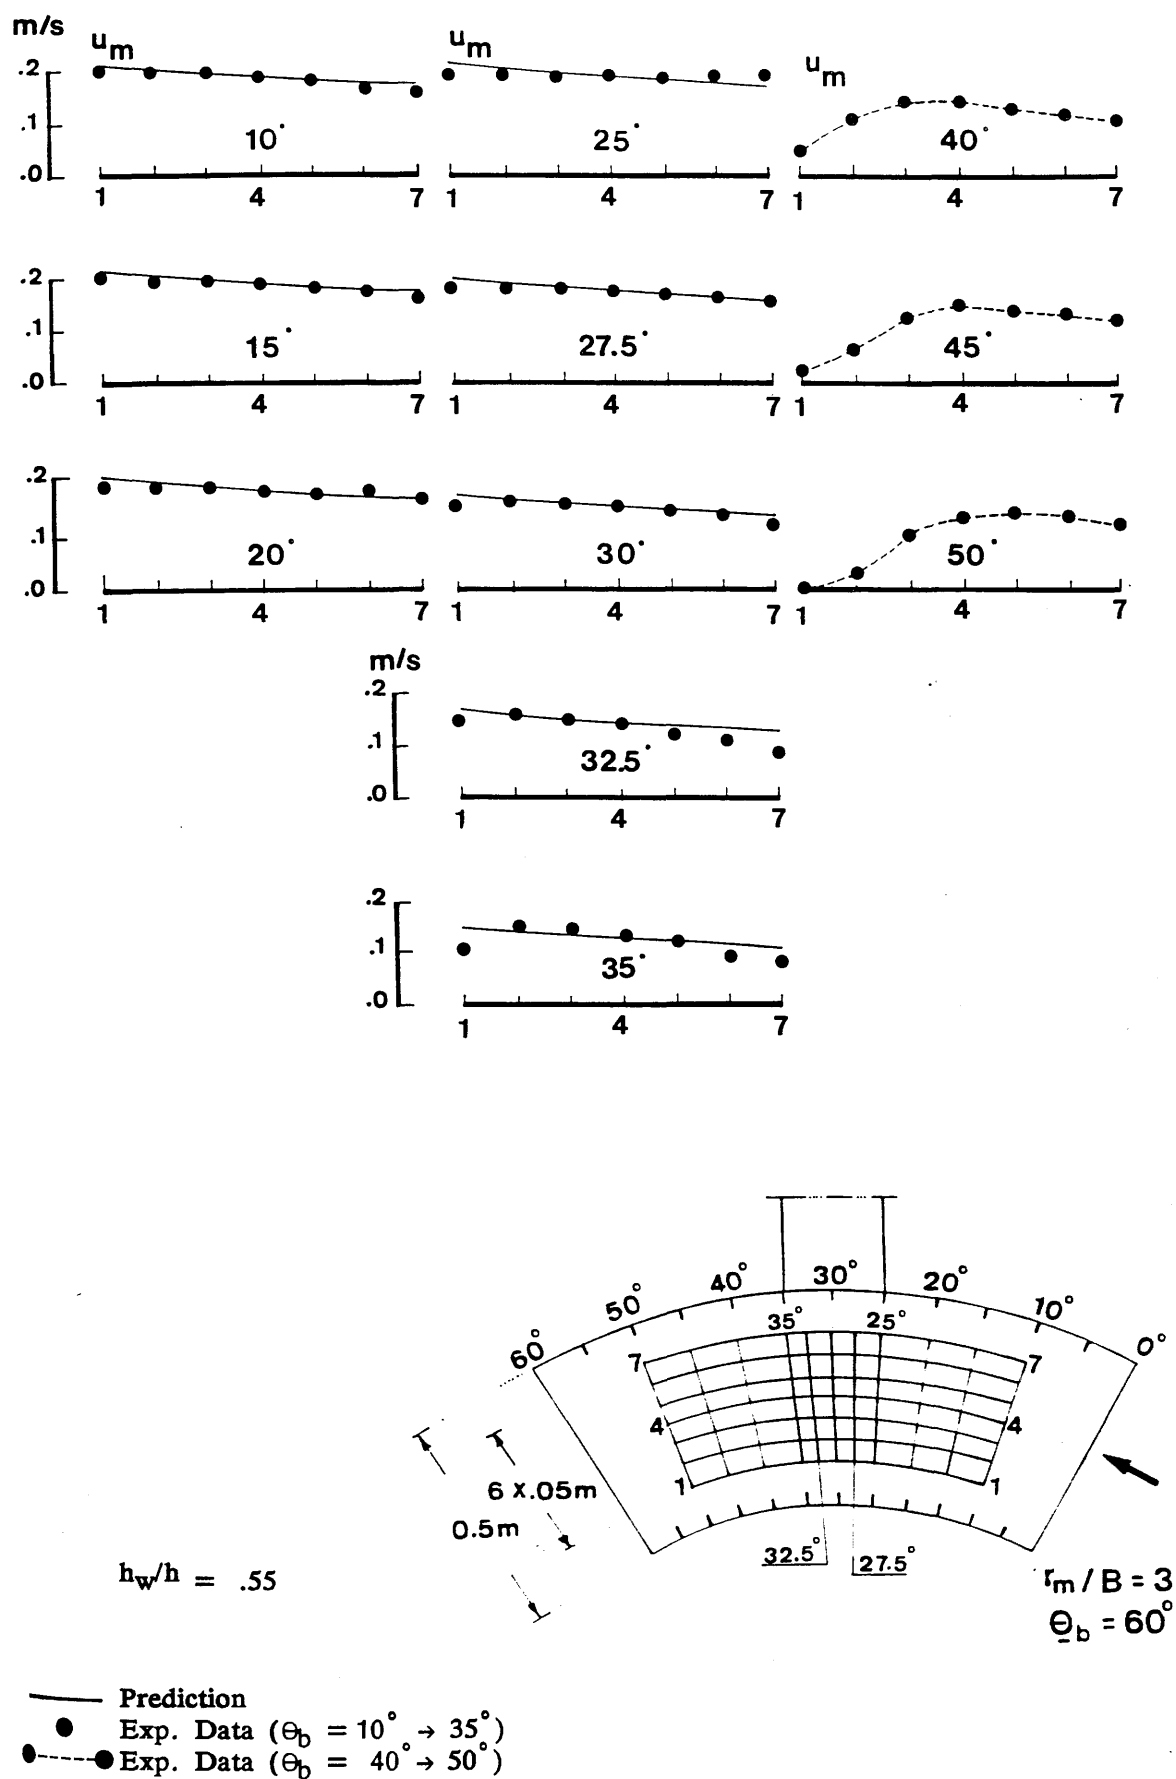 m/s
u_m u_m u_m
.2
.1
.0
10° 25° 40°
1 4 7 1 4 7 1 4 7
.2
.1
.0
15° 27.5° 45°
1 4 7 1 4 7 1 4 7
.2
.1
.0
20° 30° 50°
1 4 7 1 4 7 1 4 7
m/s
.2
.1
.0
32.5°
1 4 7
.2
.1
.0
35°
1 4 7
60° 50° 40° 30° 20° 10° 0°
35° 25°
7 7
4 4
1 1
6 x.05m
0.5m
32.5° 27.5°
h_w/h = .55
r_m / B = 3
Θ_b = 60°
Prediction
Exp. Data (Θ_b = 10° → 35°)
Exp. Data (Θ_b = 40° → 50°)